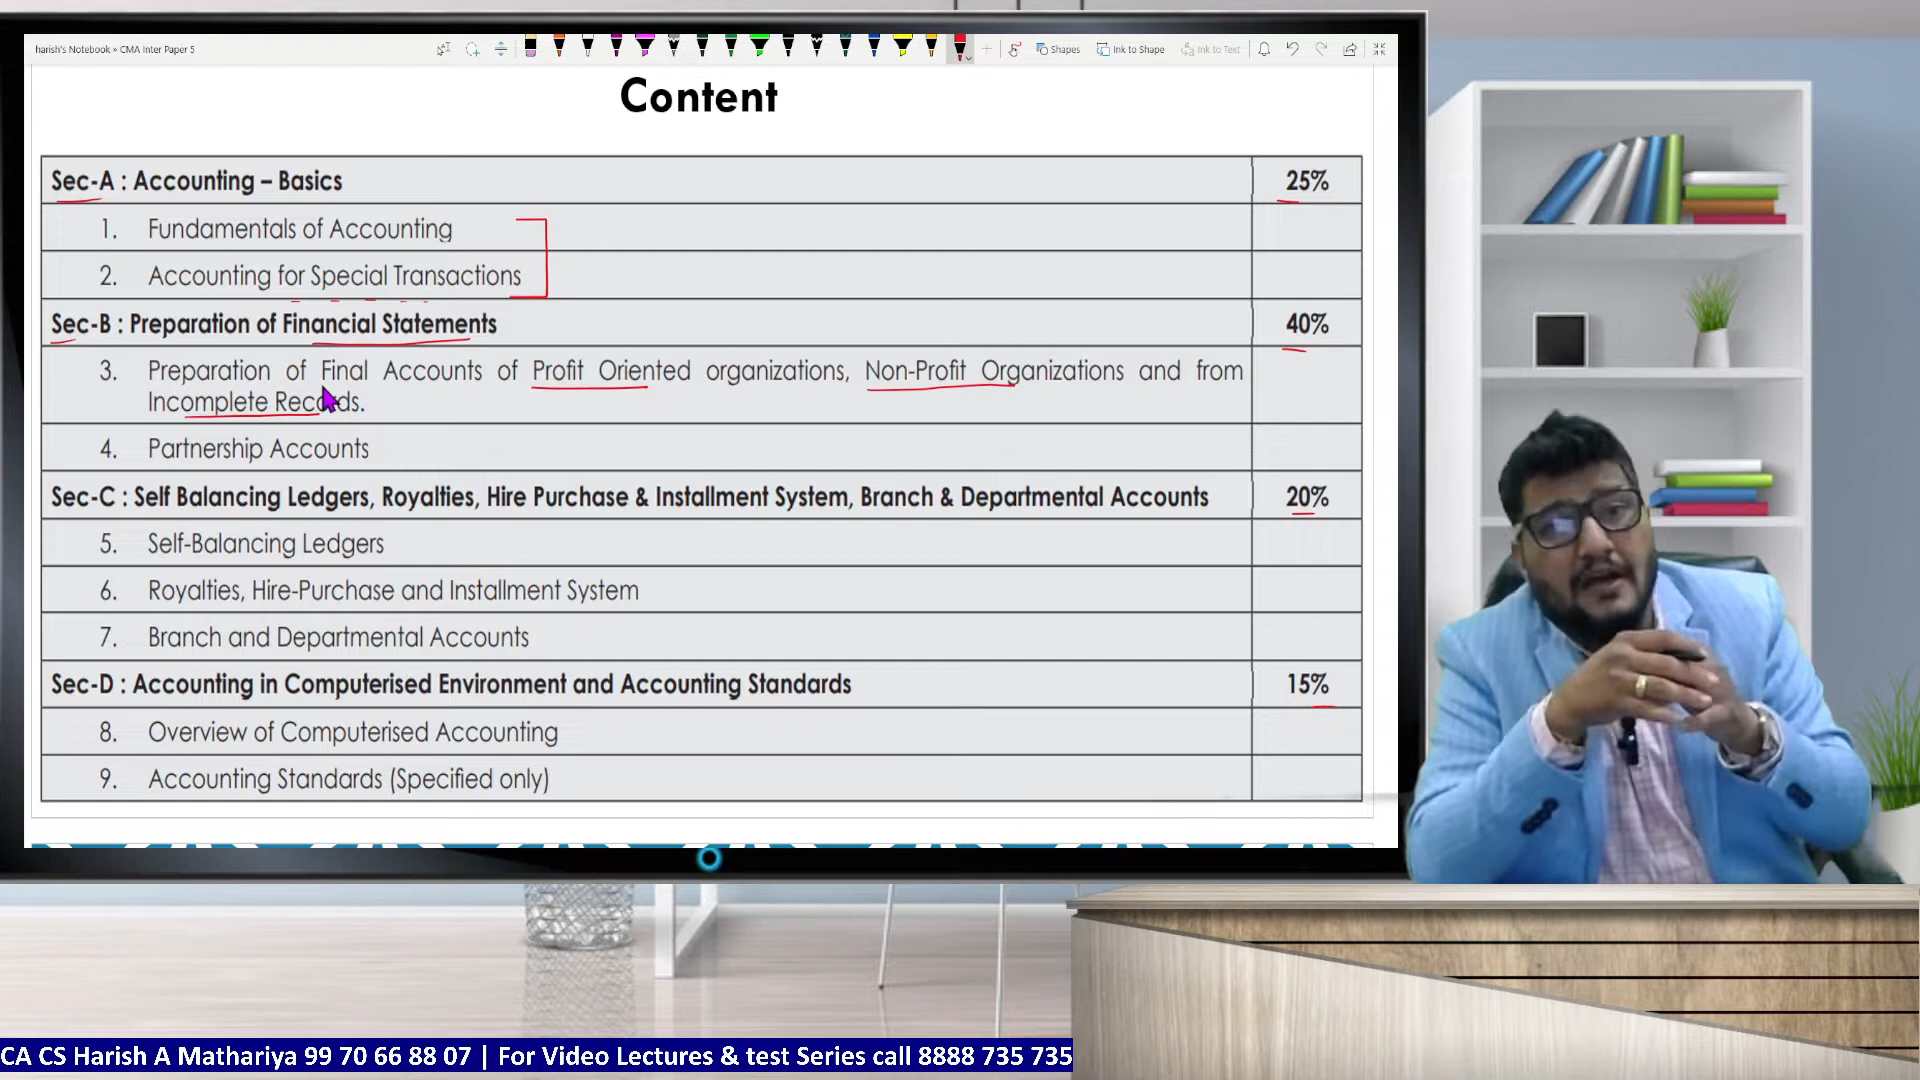 harish's Notebook » CMA Inter Paper 5
Shapes
Ink to Shape
Ink to Text
Content
Sec-A : Accounting – Basics 25%
1. Fundamentals of Accounting
2. Accounting for Special Transactions
Sec-B : Preparation of Financial Statements 40%
3. Preparation of Final Accounts of Profit Oriented organizations, Non-Profit Organizations and from
Incomplete Records.
4. Partnership Accounts
Sec-C : Self Balancing Ledgers, Royalties, Hire Purchase & Installment System, Branch & Departmental Accounts 20%
5. Self-Balancing Ledgers
6. Royalties, Hire-Purchase and Installment System
7. Branch and Departmental Accounts
Sec-D : Accounting in Computerised Environment and Accounting Standards 15%
8. Overview of Computerised Accounting
9. Accounting Standards (Specified only)
CA CS Harish A Mathariya 99 70 66 88 07 | For Video Lectures & test Series call 8888 735 735